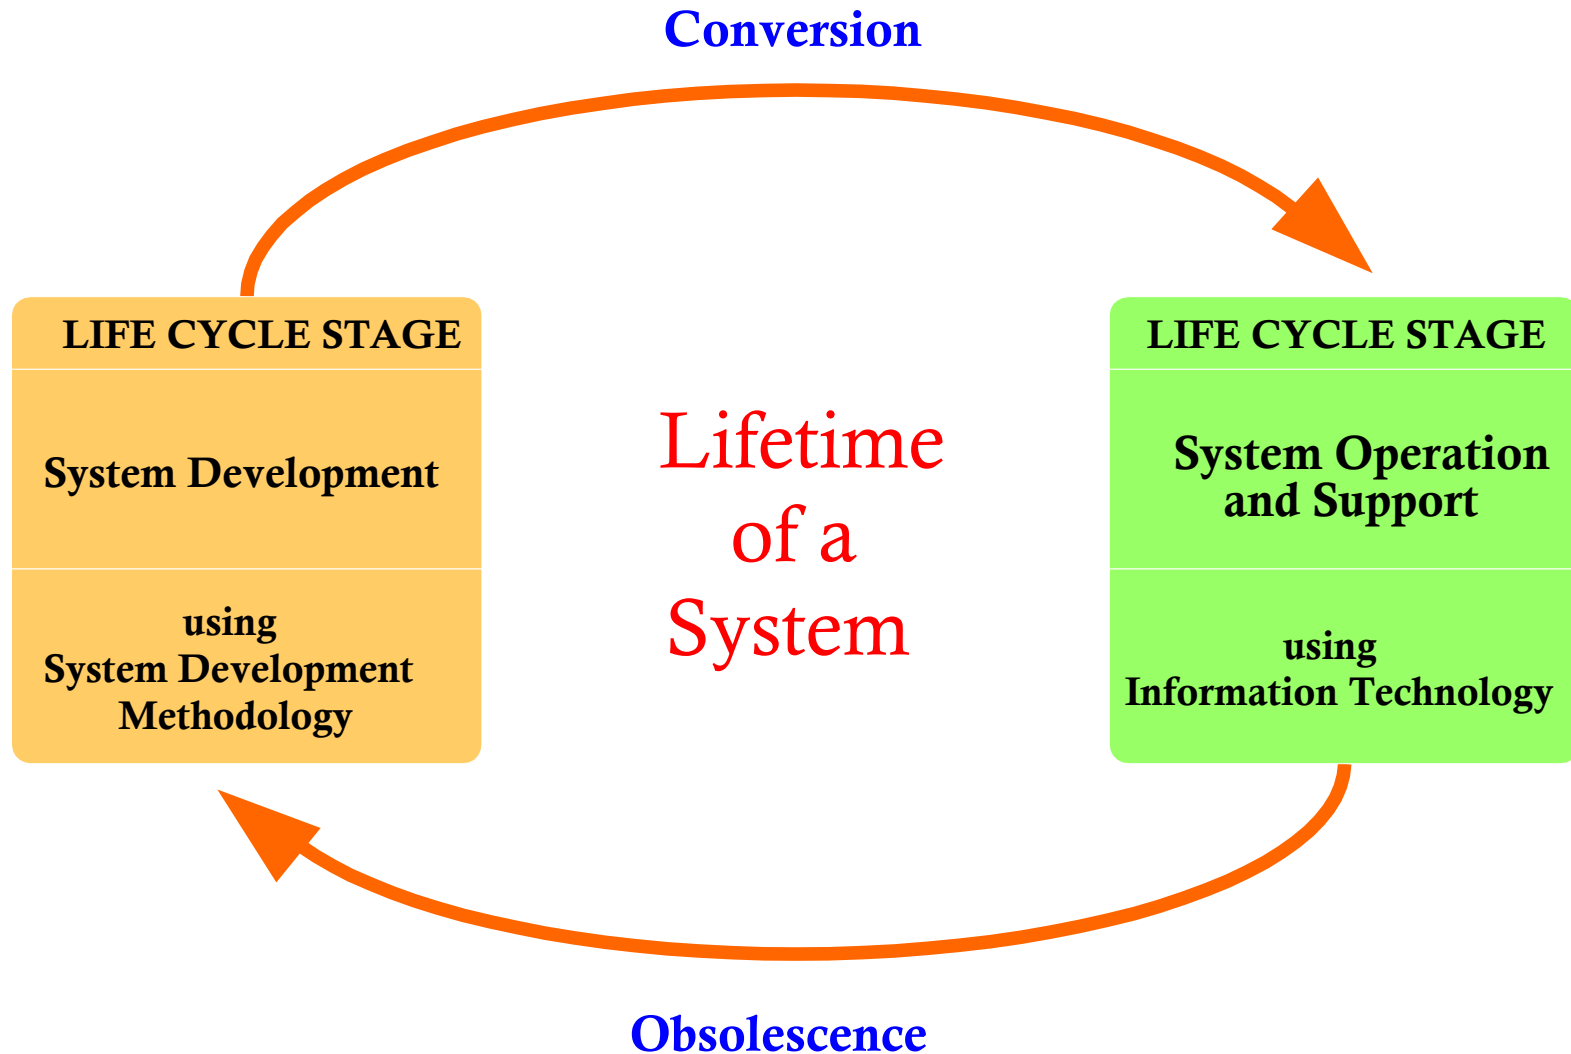 Conversion
LIFE CYCLE STAGE
System Development
using
System Development
Methodology
Lifetime
of a
System
LIFE CYCLE STAGE
System Operation
and Support
using
Information Technology
Obsolescence